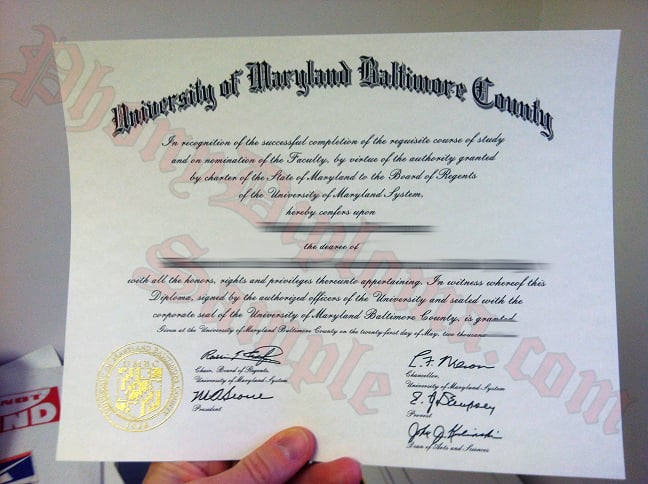 University of Maryland Baltimore County
In recognition of the successful completion of the requisite course of study
and on nomination of the Faculty, by virtue of the authority granted
by charter of the State of Maryland to the Board of Regents
of the University of Maryland System,
hereby confers upon
the degree of
with all the honors, rights and privileges thereunto appertaining. In witness whereof this
Diploma, signed by the authorized officers of the University and sealed with the
corporate seal of the University of Maryland Baltimore County, is granted
Given at the University of Maryland Baltimore County on the twenty-first day of May, two thousand
Chair, Board of Regents,
University of Maryland System
President
Chancellor,
University of Maryland System
Provost
Dean of Arts and Sciences
PhonyDiploma.com
Sample